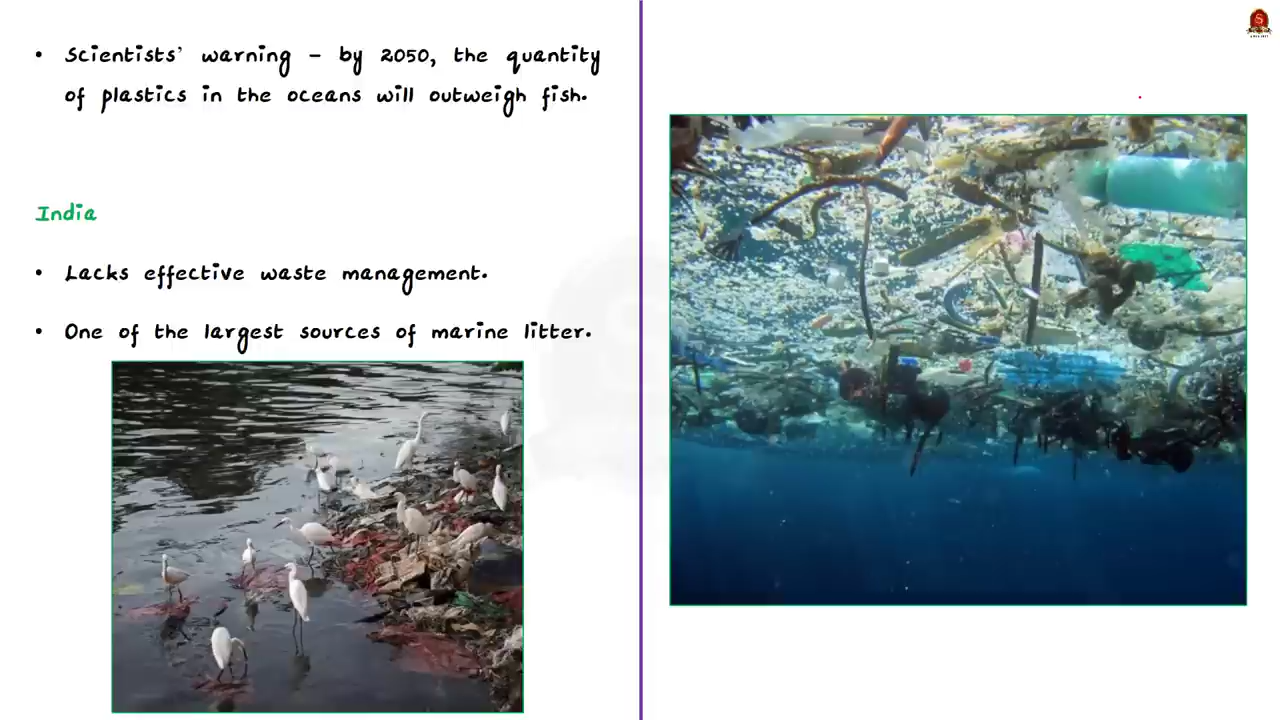 • Scientists' warning – by 2050, the quantity
of plastics in the oceans will outweigh fish.
India
• Lacks effective waste management.
• One of the largest sources of marine litter.